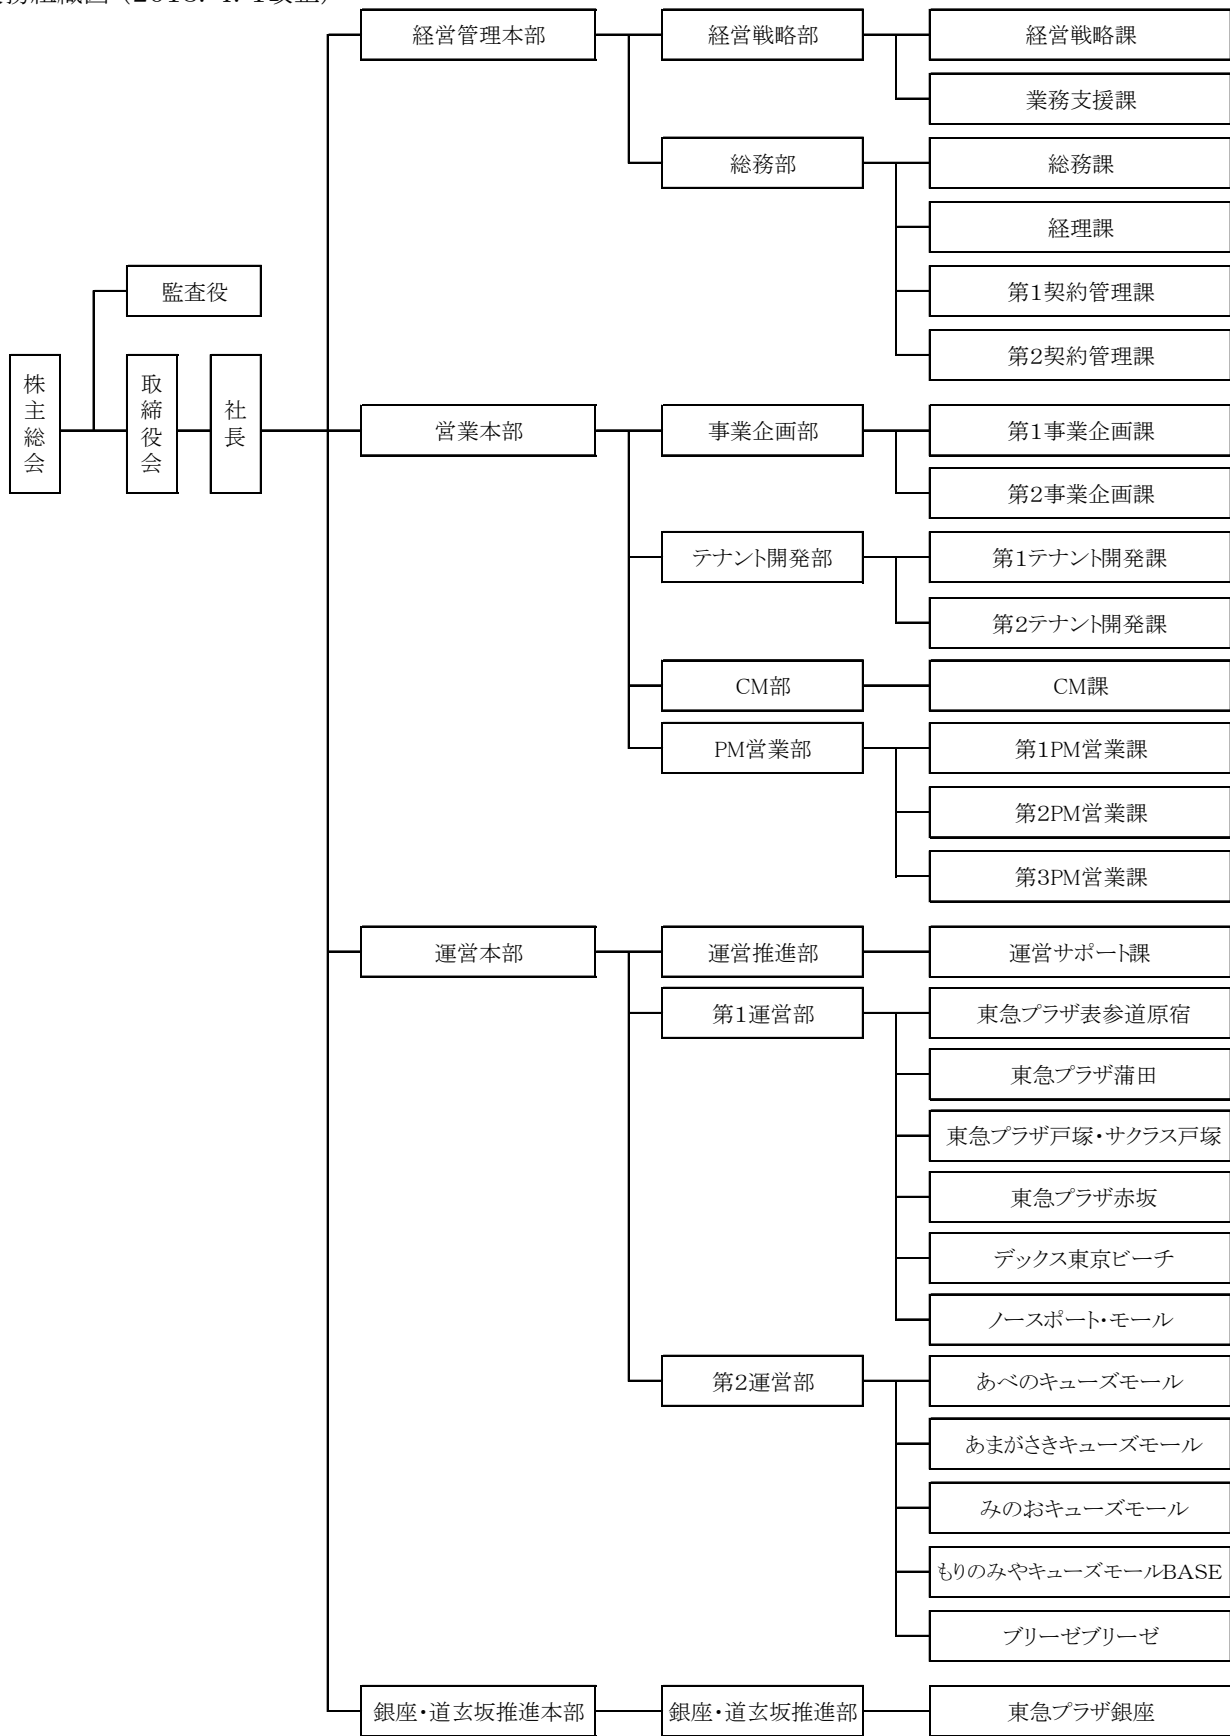 経営管理本部
経営戦略部
経営戦略課
業務支援課
総務部
総務課
経理課
第1契約管理課
第2契約管理課
監査役
株主総会
取締役会
社長
営業本部
事業企画部
第1事業企画課
第2事業企画課
テナント開発部
第1テナント開発課
第2テナント開発課
CM部
CM課
PM営業部
第1PM営業課
第2PM営業課
第3PM営業課
運営本部
運営推進部
運営サポート課
第1運営部
東急プラザ表参道原宿
東急プラザ蒲田
東急プラザ戸塚・サクラス戸塚
東急プラザ赤坂
デックス東京ビーチ
ノースポート・モール
第2運営部
あべのキューズモール
あまがさきキューズモール
みのおキューズモール
もりのみやキューズモールBASE
ブリーゼブリーゼ
銀座・道玄坂推進本部
銀座・道玄坂推進部
東急プラザ銀座